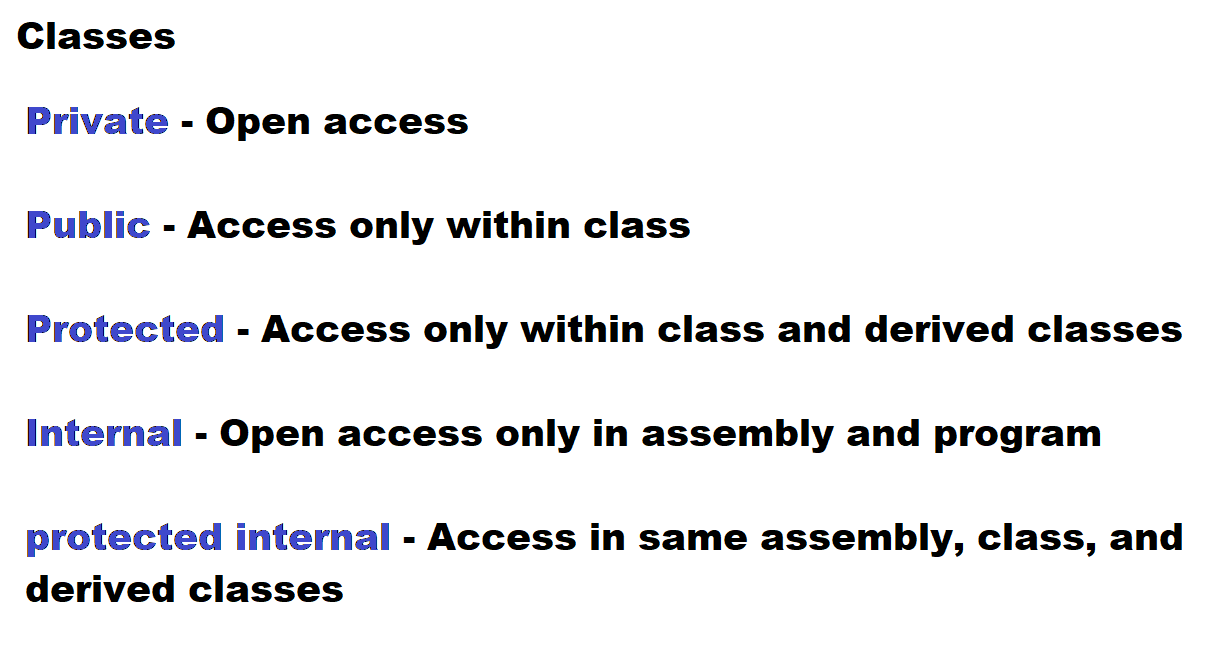 Classes
Private - Open access
Public - Access only within class
Protected - Access only within class and derived classes
Internal - Open access only in assembly and program
protected internal - Access in same assembly, class, and
derived classes